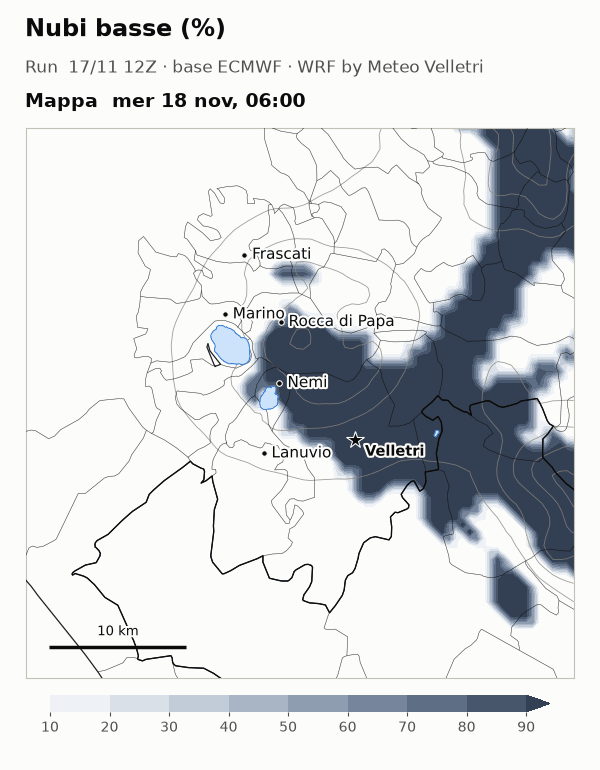 Nubi basse (%)
Run  17/11 12Z · base ECMWF · WRF by Meteo Velletri
Mappa  mer 18 nov, 06:00
Frascati
Marino
Rocca di Papa
Nemi
Velletri
Lanuvio
10 km
10 20 30 40 50 60 70 80 90